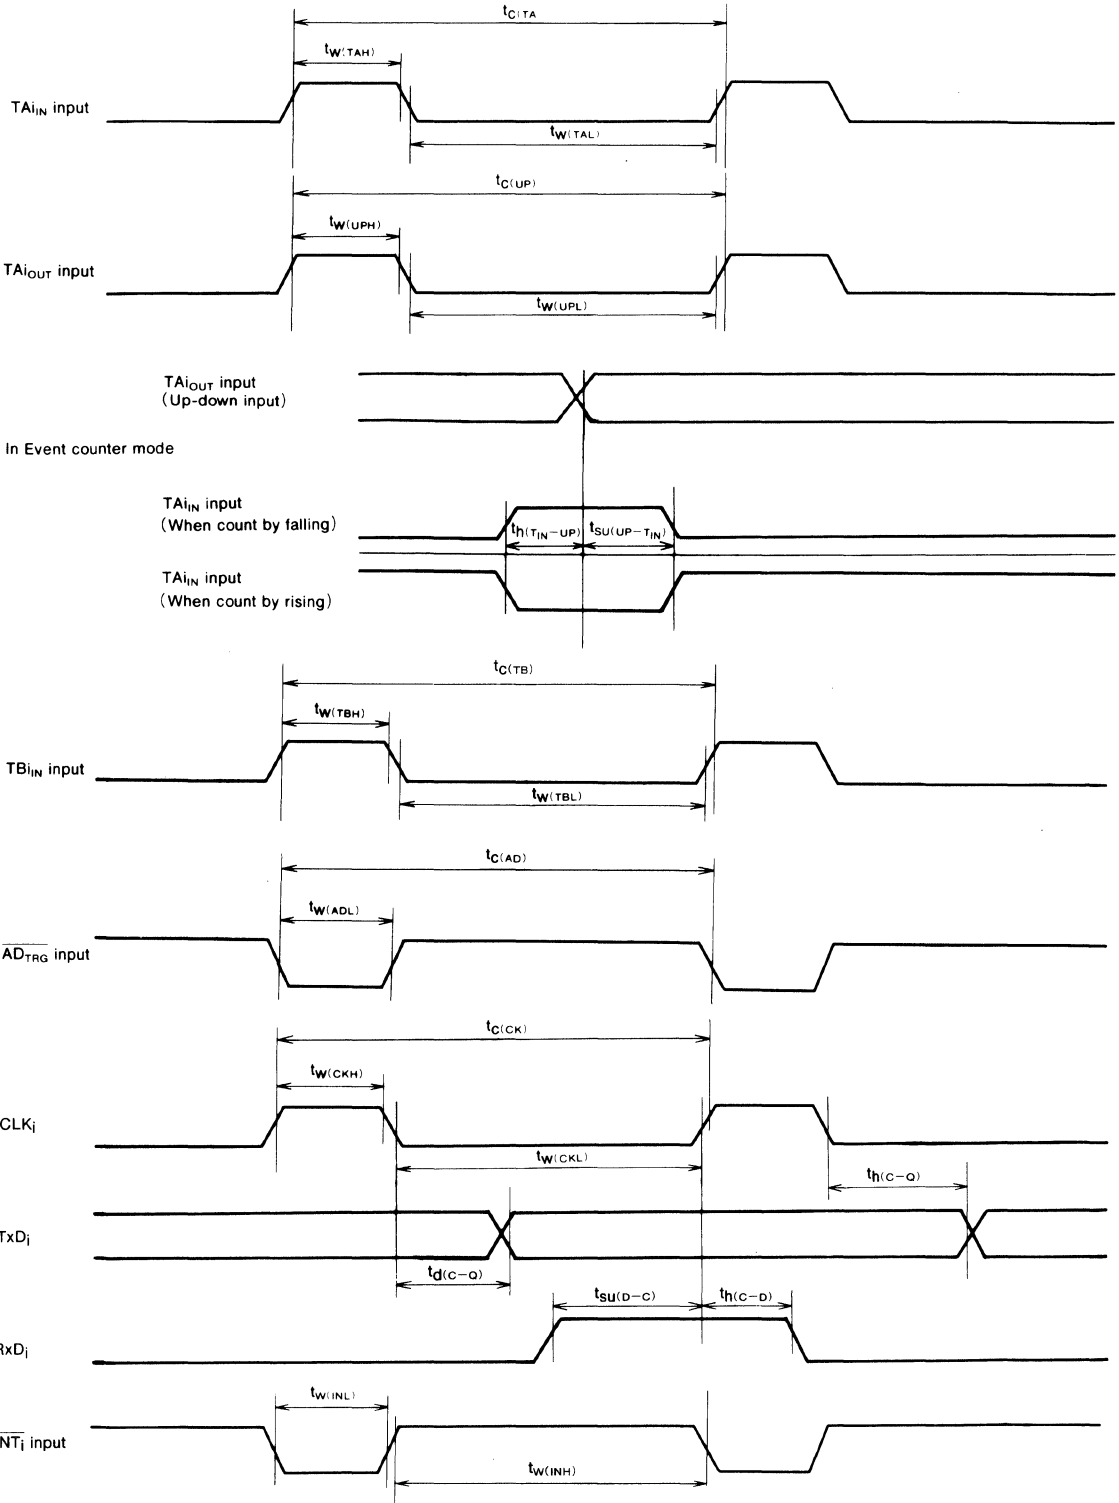 tC(TA
tW(TAH)
TAiIN input
tW(TAL)
tC(UP)
tW(UPH)
TAiOUT input
tW(UPL)
TAiOUT input
(Up-down input)
In Event counter mode
TAiIN input
(When count by falling)
th(TIN−UP) tSU(UP−TIN)
TAiIN input
(When count by rising)
tC(TB)
tW(TBH)
TBiIN input
tW(TBL)
tC(AD)
tW(ADL)
ADTRG input
tC(CK)
tW(CKH)
CLKi
tW(CKL)
th(C−Q)
TxDi
td(C−Q)
tsu(D−C) th(C−D)
RxDi
tW(INL)
NTi input
tW(INH)